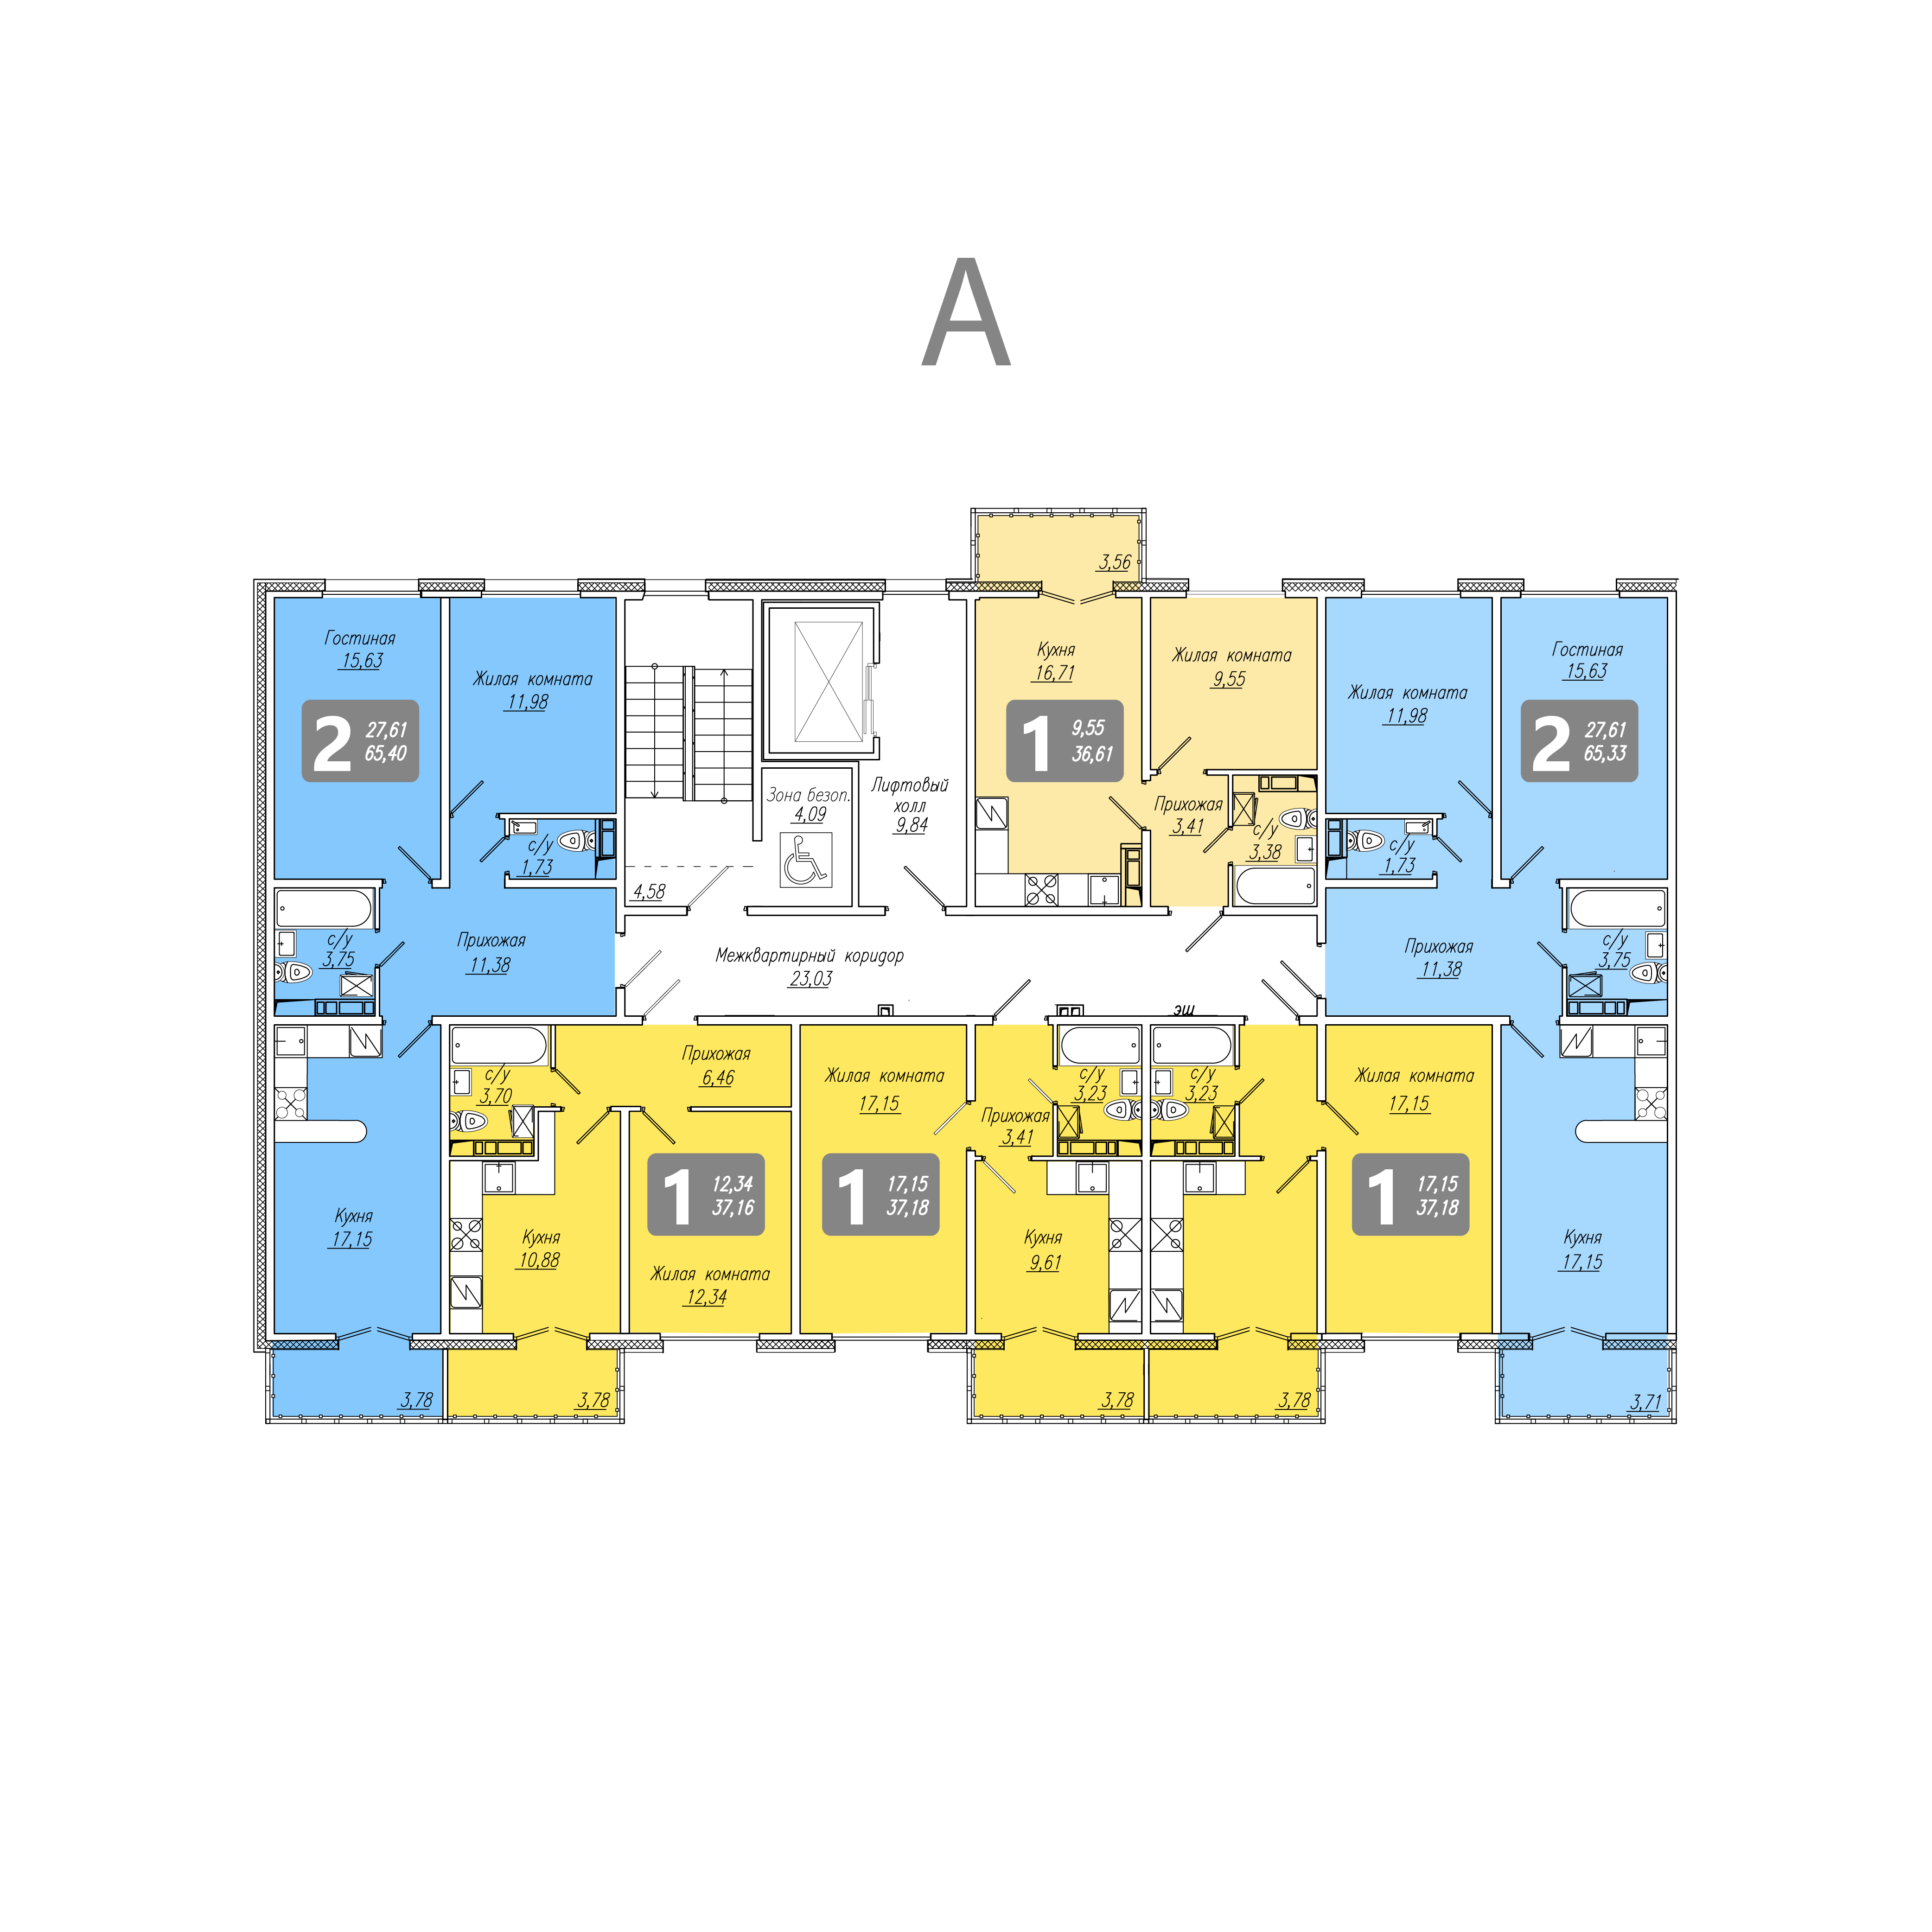 А
3,56
Гостиная
15,63
2
27,61
65,40
Жилая комната
11,98
с/у
1,73
4,58
Зона безоп.
4,09
Лифтовый
холл
9,84
Кухня
16,71
1
9,55
36,61
Жилая комната
9,55
Прихожая
3,41
с/у
3,38
Жилая комната
11,98
с/у
1,73
Гостиная
15,63
2
27,61
65,33
с/у
3,75
Прихожая
11,38
Межквартирный коридор
23,03
эщ
Прихожая
11,38
с/у
3,75
с/у
3,70
Прихожая
6,46
Жилая комната
17,15
Прихожая
3,41
с/у
3,23
с/у
3,23
Жилая комната
17,15
Кухня
17,15
Кухня
10,88
1
12,34
37,16
Жилая комната
12,34
1
17,15
37,18
Кухня
9,61
1
17,15
37,18
Кухня
17,15
3,78
3,78
3,78
3,78
3,71